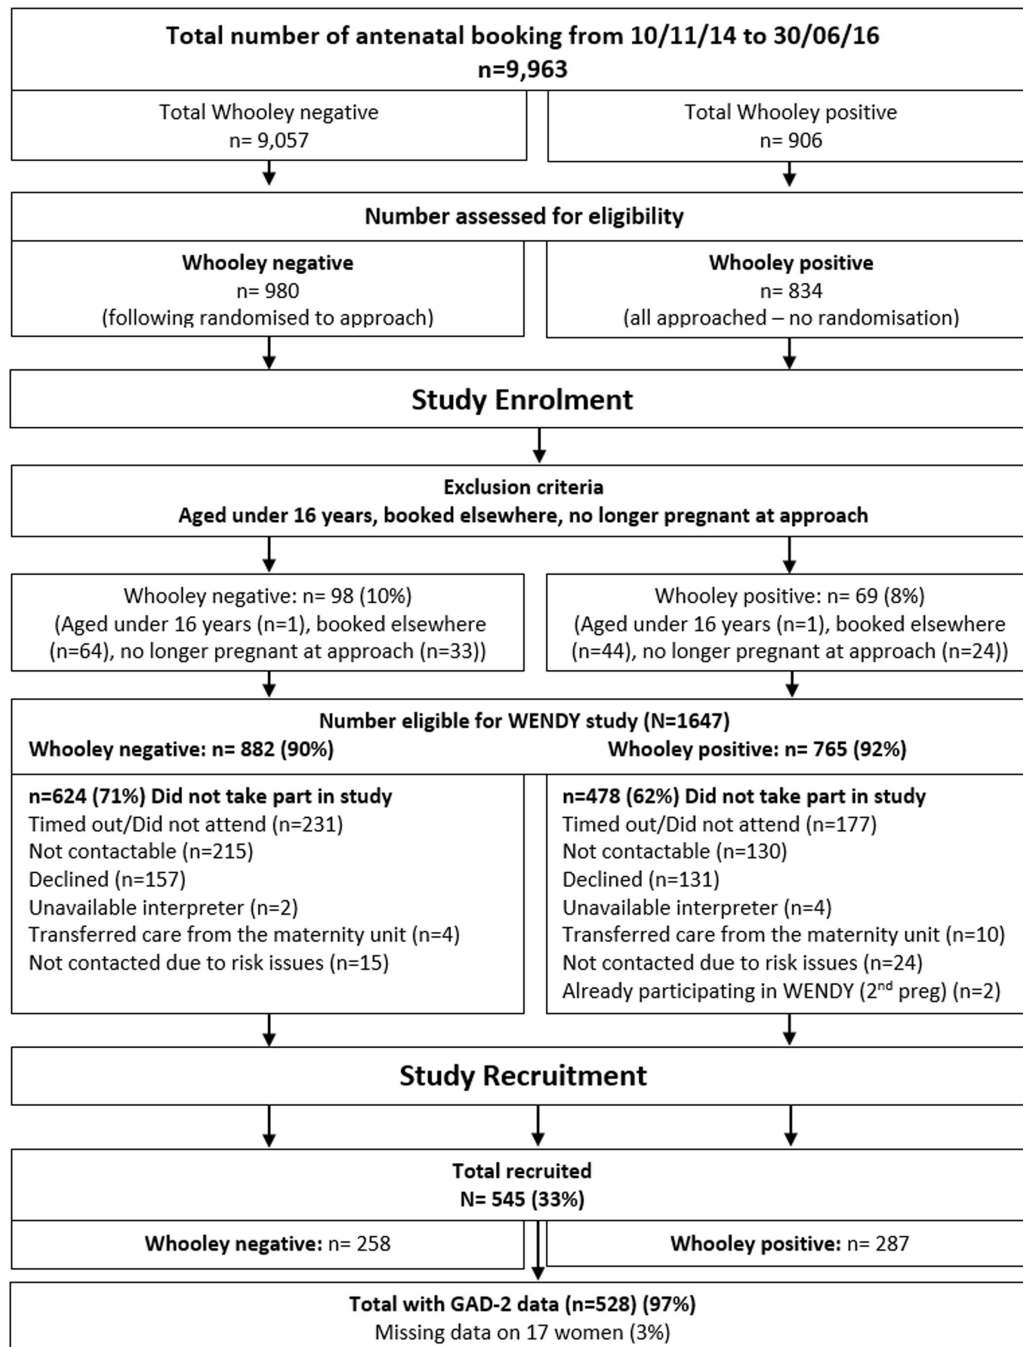 Total number of antenatal booking from 10/11/14 to 30/06/16
n=9,963
Total Whooley negative
n= 9,057
Total Whooley positive
n= 906
Number assessed for eligibility
Whooley negative
n= 980
(following randomised to approach)
Whooley positive
n= 834
(all approached – no randomisation)
Study Enrolment
Exclusion criteria
Aged under 16 years, booked elsewhere, no longer pregnant at approach
Whooley negative: n= 98 (10%)
(Aged under 16 years (n=1), booked elsewhere
(n=64), no longer pregnant at approach (n=33))
Whooley positive: n= 69 (8%)
(Aged under 16 years (n=1), booked elsewhere
(n=44), no longer pregnant at approach (n=24))
Number eligible for WENDY study (N=1647)
Whooley negative: n= 882 (90%)
Whooley positive: n= 765 (92%)
n=624 (71%) Did not take part in study
Timed out/Did not attend (n=231)
Not contactable (n=215)
Declined (n=157)
Unavailable interpreter (n=2)
Transferred care from the maternity unit (n=4)
Not contacted due to risk issues (n=15)
n=478 (62%) Did not take part in study
Timed out/Did not attend (n=177)
Not contactable (n=130)
Declined (n=131)
Unavailable interpreter (n=4)
Transferred care from the maternity unit (n=10)
Not contacted due to risk issues (n=24)
Already participating in WENDY (2nd preg) (n=2)
Study Recruitment
Total recruited
N= 545 (33%)
Whooley negative: n= 258
Whooley positive: n= 287
Total with GAD-2 data (n=528) (97%)
Missing data on 17 women (3%)